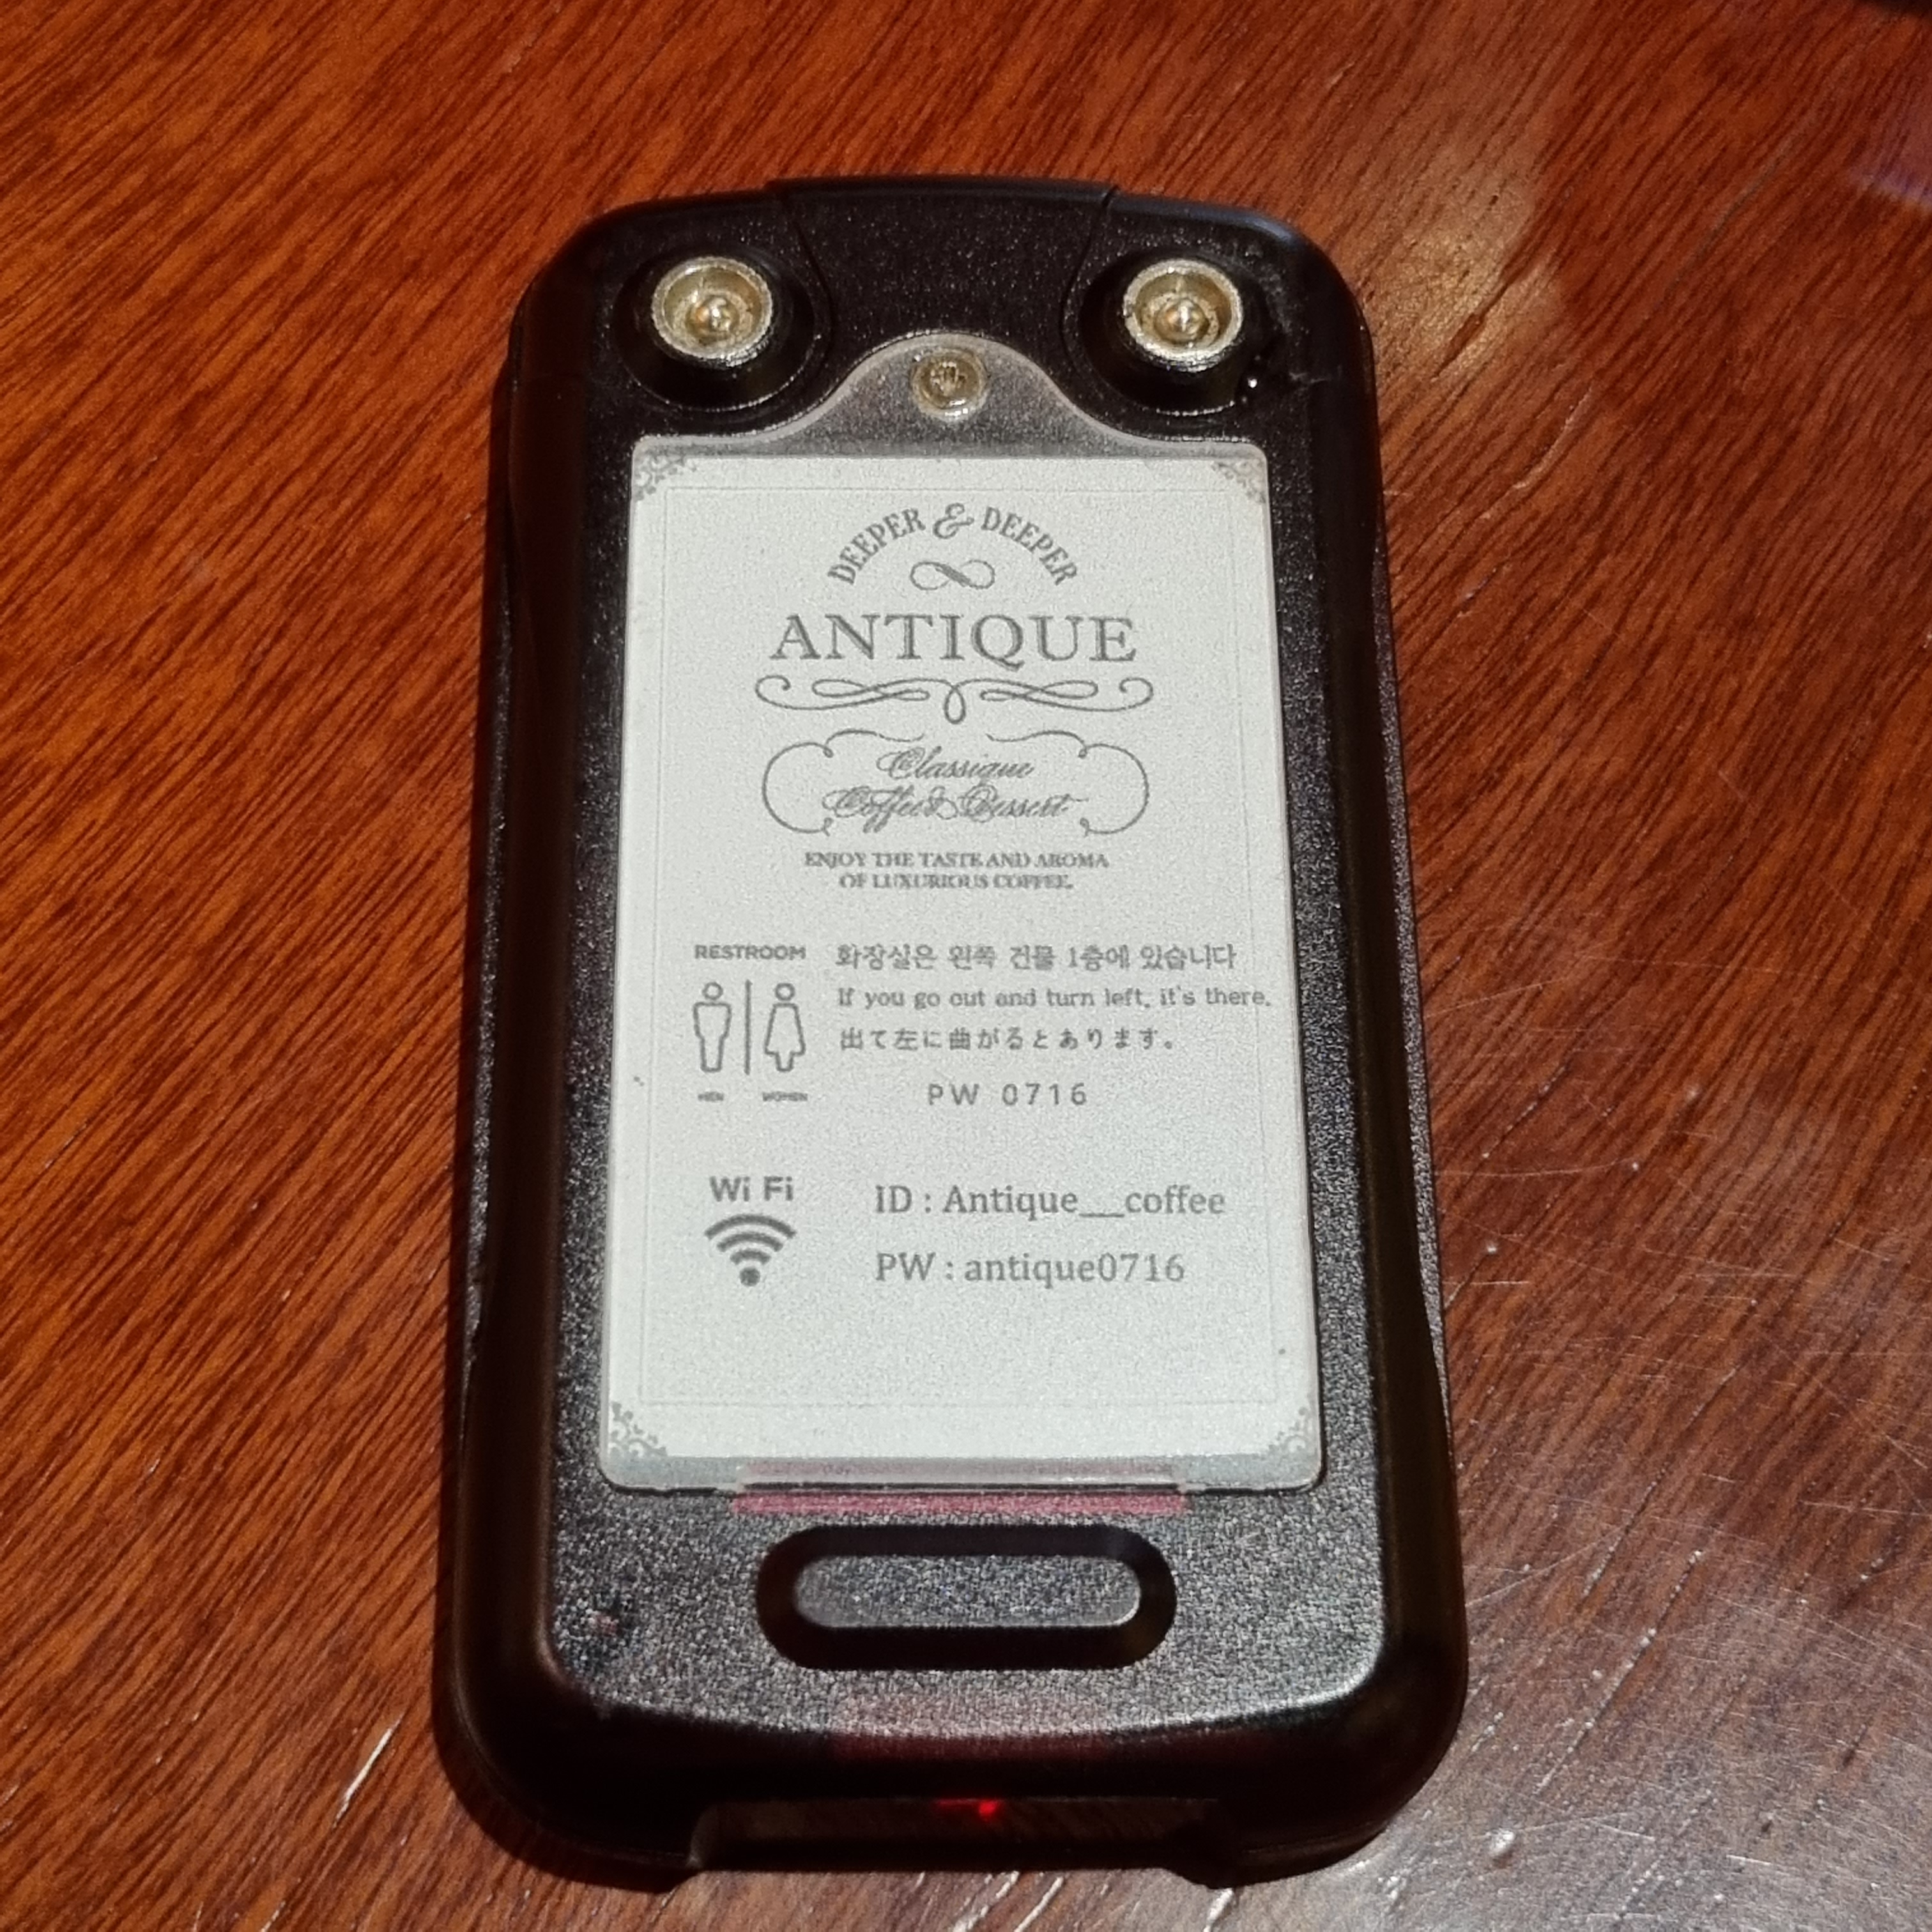 DEEPER & DEEPER
ANTIQUE
Classique
Coffee & Dessert
ENJOY THE TASTE AND AROMA
OF LUXURIOUS COFFEE.
RESTROOM
화장실은 왼쪽 건물 1층에 있습니다
If you go out and turn left, it's there.
出て左に曲がるとあります。
MEN WOMEN
PW 0716
Wi Fi
ID : Antique__coffee
PW : antique0716